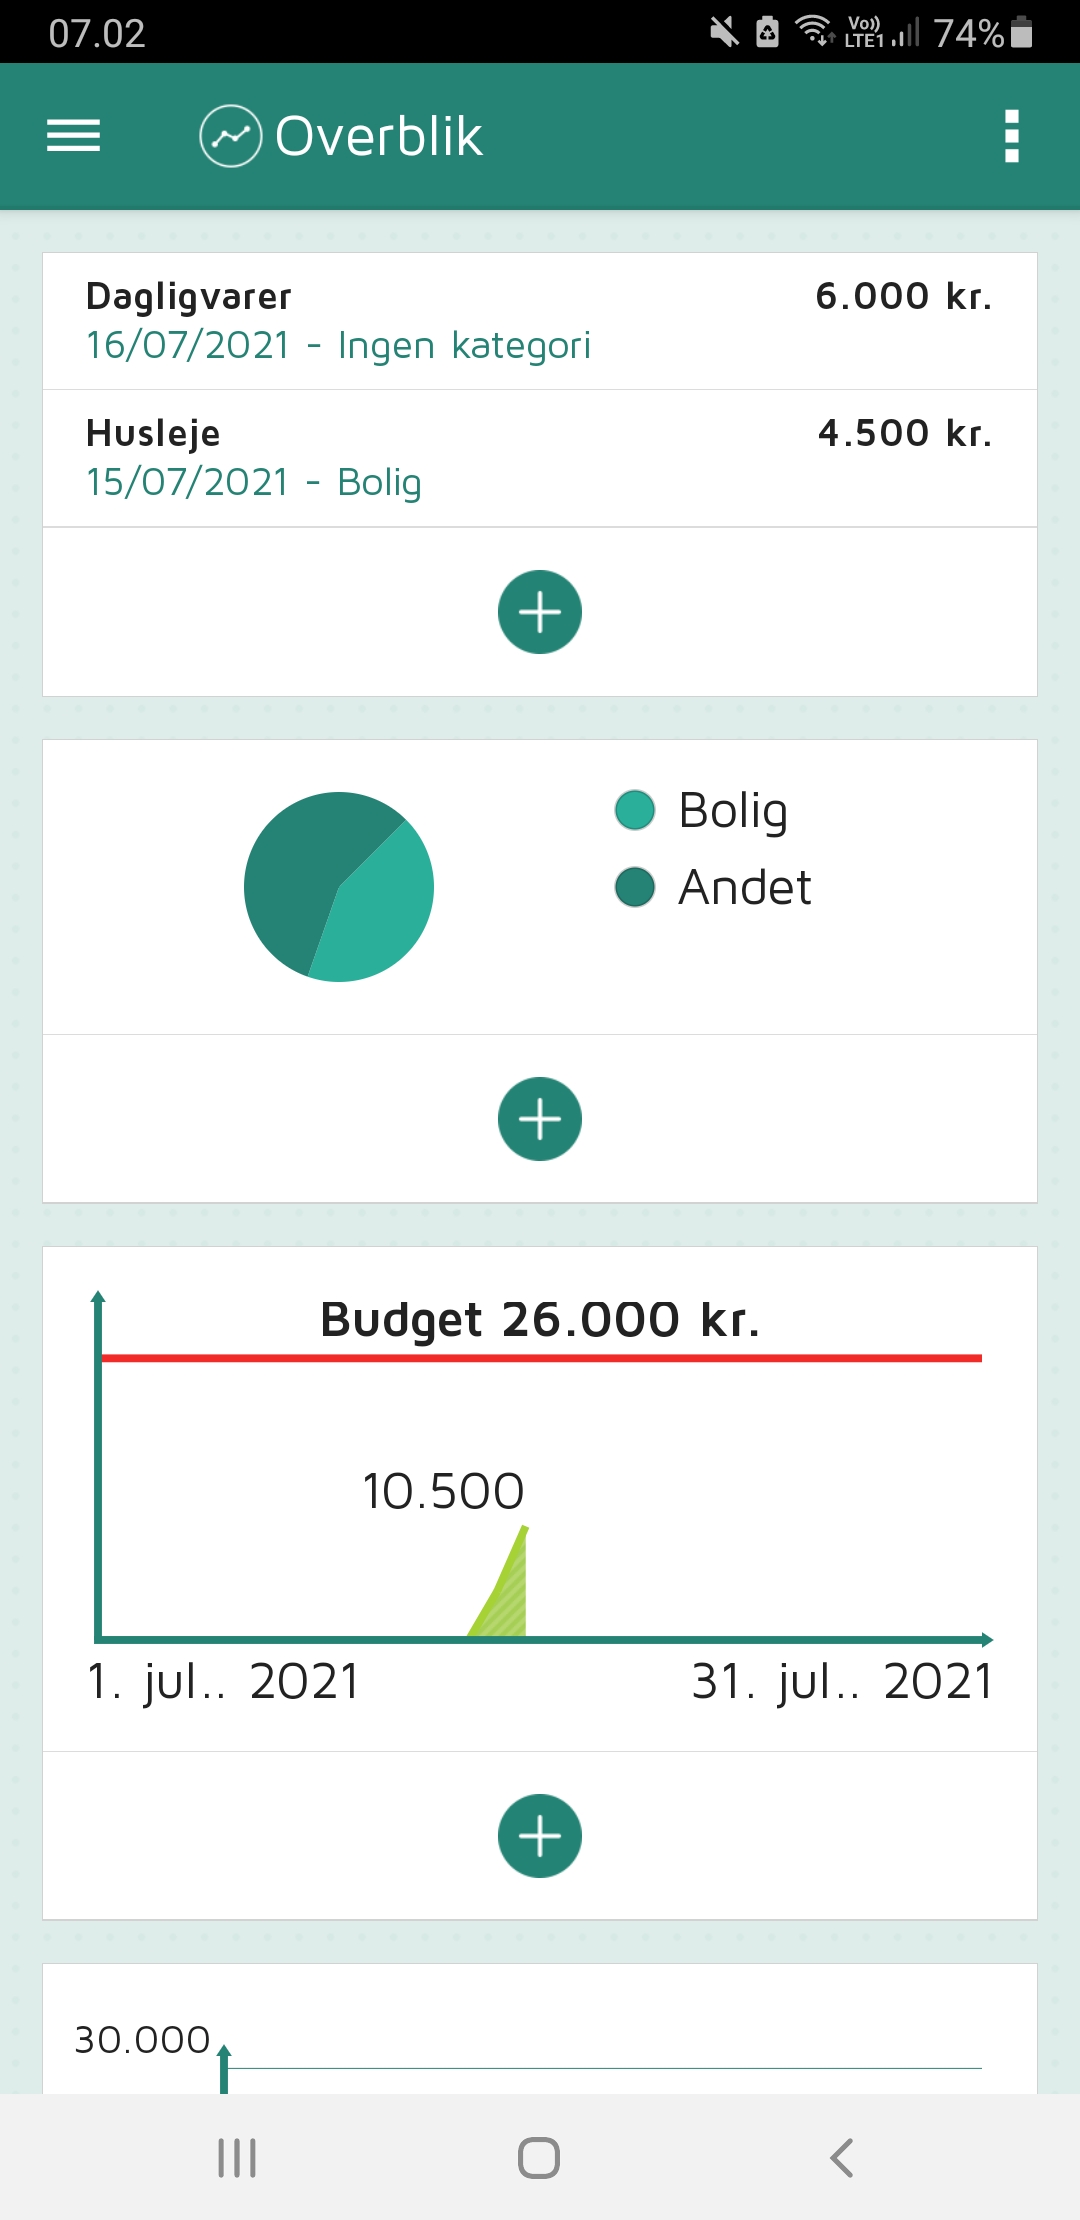 07.02
Vo)) LTE1 74%
Overblik
Dagligvarer 6.000 kr.
16/07/2021 - Ingen kategori
Husleje 4.500 kr.
15/07/2021 - Bolig
Bolig
Andet
Budget 26.000 kr.
10.500
1. jul.. 2021 31. jul.. 2021
30.000